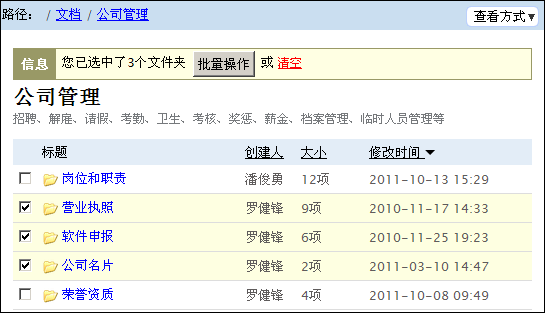 路径： / 文档 / 公司管理 查看方式▼
信息 您已选中了3个文件夹 批量操作 或 清空
公司管理
招聘、解雇、请假、考勤、卫生、考核、奖惩、薪金、档案管理、临时人员管理等
标题 创建人 大小 修改时间▼
岗位和职责 潘俊勇 12项 2011-10-13 15:29
营业执照 罗健锋 9项 2010-11-17 14:33
软件申报 罗健锋 6项 2010-11-25 19:23
公司名片 罗健锋 2项 2011-03-10 14:47
荣誉资质 罗健锋 4项 2011-10-08 09:49